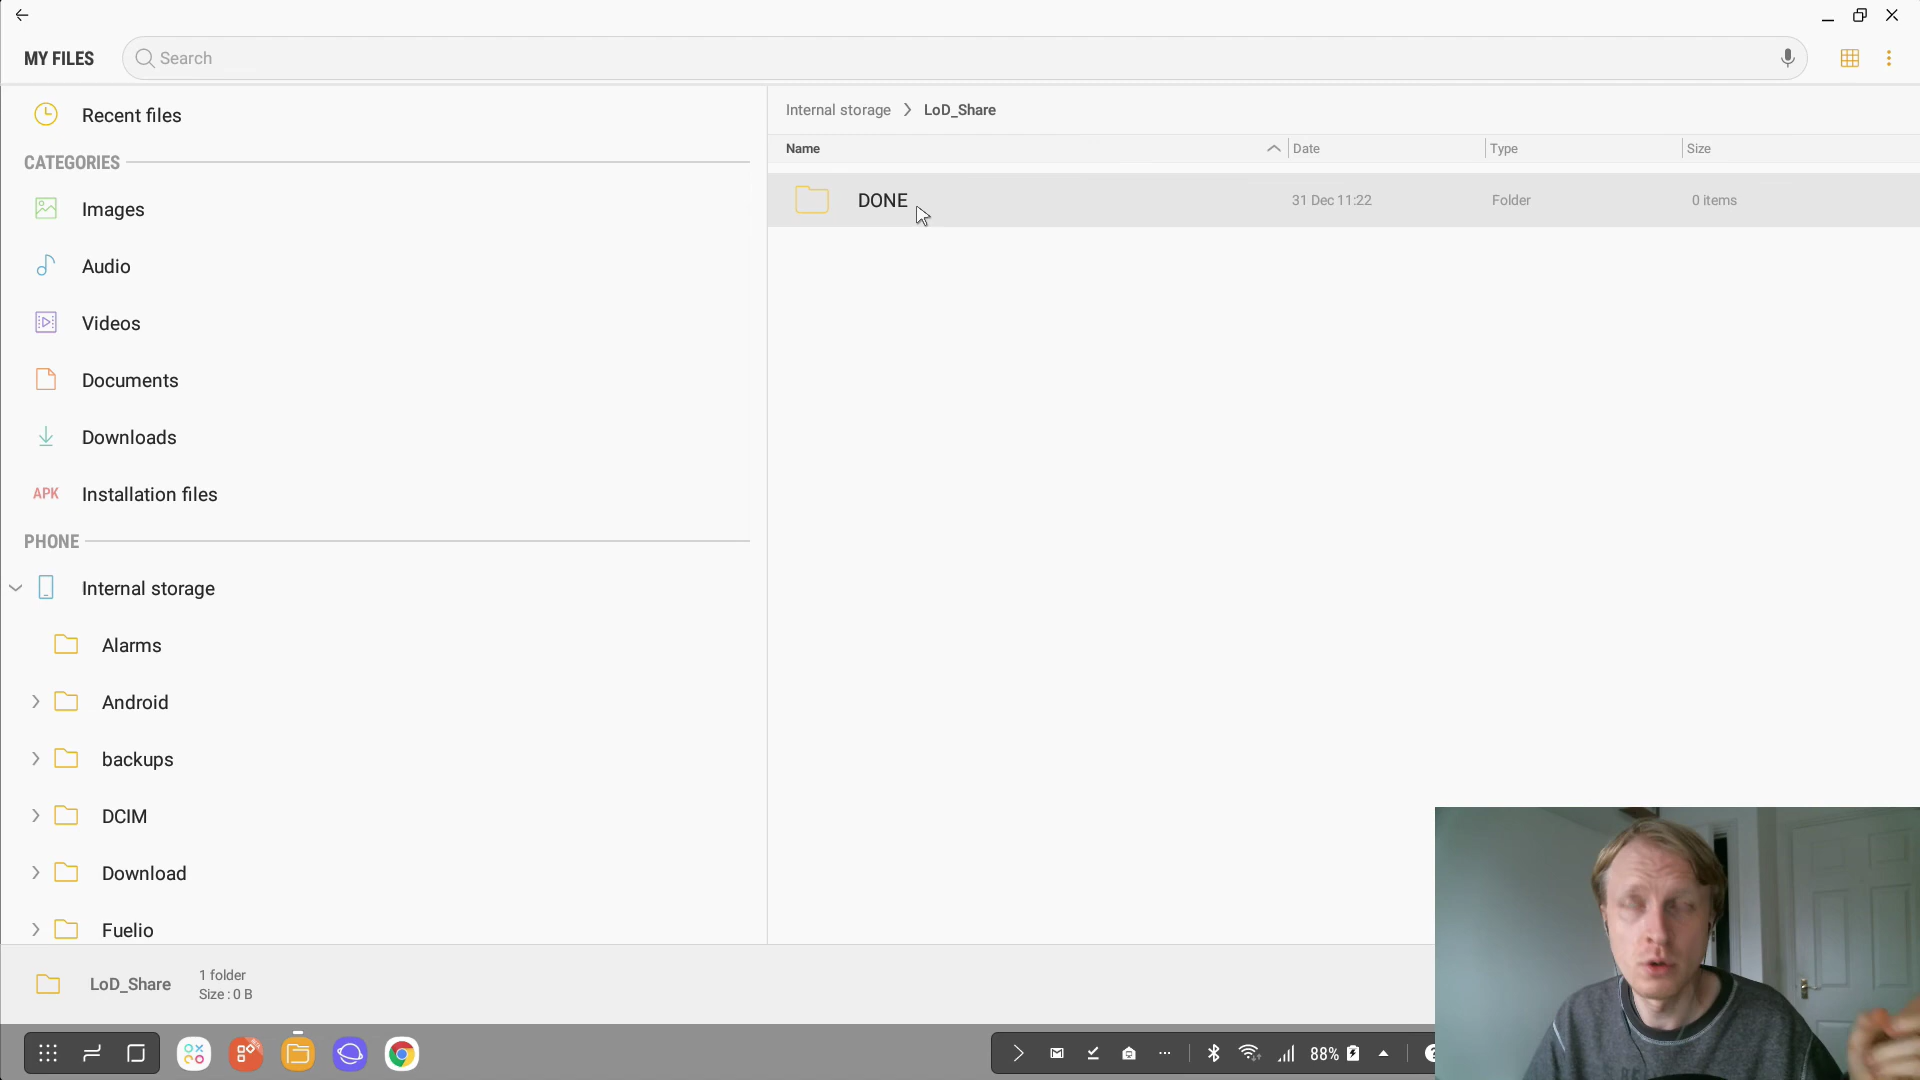 MY FILES
Search
Recent files
CATEGORIES
Images
Audio
Videos
Documents
Downloads
APK Installation files
PHONE
Internal storage
Alarms
Android
backups
DCIM
Download
Fuelio
Internal storage > LoD_Share
Name Date Type Size
DONE 31 Dec 11:22 Folder 0 items
LoD_Share
1 folder
Size : 0 B
88%